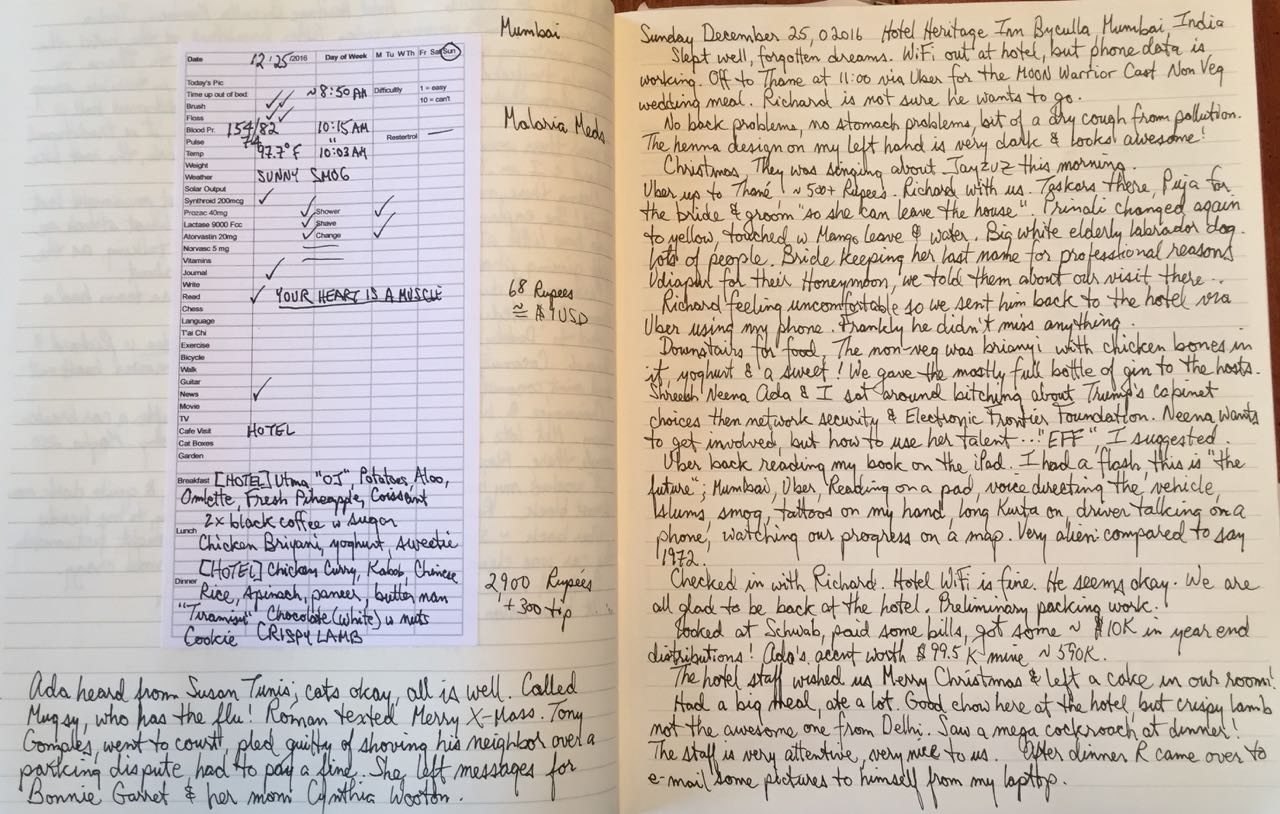 Mumbai
Malaria Meds
68 Rupees
≅ $1 USD
2,900 Rupees
+ 300 tip
Date 12/25/2016 Day of Week M Tu W Th Fr Sat Sun
Today's Pic
Time up out of bed: ~8:50 AM Difficulty 1 = easy
Brush ✓✓ 10 = can't
Floss ✓✓
Blood Pr. 154/82 10:15 AM Restertrol —
Pulse 74 "
Temp 97.7°F 10:03 AM
Weight
Weather SUNNY SMOG
Solar Output
Synthroid 200mcg ✓
Prozac 40mg ✓ Shower ✓
Lactase 9000 Fcc ✓ Shave ✓
Atorvastin 20mg ✓ Change ✓
Norvasc 5 mg —
Vitamins —
Journal ✓
Write
Read ✓ YOUR HEART IS A MUSCLE
Chess
Language
T'ai Chi
Exercise
Bicycle
Walk
Guitar
News ✓
Movie
TV
Cafe Visit HOTEL
Cat Boxes
Garden
Breakfast [HOTEL] Utma, "OJ", Potatoes Aloo,
Omlette, Fresh Pineapple, Coissant
2x black coffee w sugar
Lunch
Chicken Briyani, yoghurt, sweetie
[HOTEL] Chicken Curry, Kabob, Chinese
Dinner Rice, spinach, paneer, butter nan
"Tiramisu" Chocolate (white) w nuts
Cookie CRISPY LAMB
Ada heard from Susan Tunis; cats okay, all is well. Called
Mugsy, who has the flu! Roman texted Merry X-Mass. Tony
Comples, went to court, pled guilty of shoving his neighbor over a
parking dispute, had to pay a fine. She left messages for
Bonnie Garret & her mom Cynthia Wooton.
Sunday December 25, 02016 Hotel Heritage Inn Byculla Mumbai, India
Slept well, forgotten dreams. WiFi out at hotel, but phone data is
working. Off to Thane at 11:00 via Uber for the MOON Warrior Cast Non Veg
wedding meal. Richard is not sure he wants to go.
No back problems, no stomach problems, bit of a dry cough from pollution.
The henna design on my left hand is very dark & looks awesome!
Christmas, They was singing about Jayzuz this morning.
Uber up to Thane! ~500+ Rupees. Richard with us. Taskers there, Puja for
the bride & groom "so she can leave the house". Prinali changed again
to yellow, touched w Mango Leave & water. Big white elderly labrador dog.
Lots of people. Bride keeping her last name for professional reasons
Udiapur for their Honeymoon, we told them about our visit there.
Richard feeling uncomfortable so we sent him back to the hotel via
Uber using my phone. Frankly he didn't miss anything.
Downstairs for food, The non-veg was brianyi with chicken bones in
it, yoghurt & a sweet! We gave the mostly full bottle of gin to the hosts.
Shreesh Neena Ada & I sat around bitching about Trump's cabinet
choices then network security & Electronic Frontier Foundation. Neena wants
to get involved, but how to use her talent... "EFF", I suggested.
Uber back reading my book on the iPad. I had a flash, this is "the
future"; Mumbai, Uber, Reading on a pad, voice directing the vehicle,
slums, smog, tattoos on my hand, long Kurta on, driver talking on a
phone, watching our progress on a map. Very alien compared to say
1972.
Checked in with Richard. Hotel WiFi is fine. He seems okay. We are
all glad to be back at the hotel. Preliminary packing work.
Looked at Schwab, paid some bills, got some ~ $10K in year end
distributions! Ada's accnt worth $99.5K mine ~ 590K.
The hotel staff wished us Merry Christmas & left a cake in our room!
Had a big meal, ate a lot. Good chow here at the hotel, but crispy lamb
not the awesome one from Delhi. Saw a mega cockroach at dinner!
The staff is very attentive, very nice to us. After dinner R came over to
e-mail some pictures to himself from my laptop.